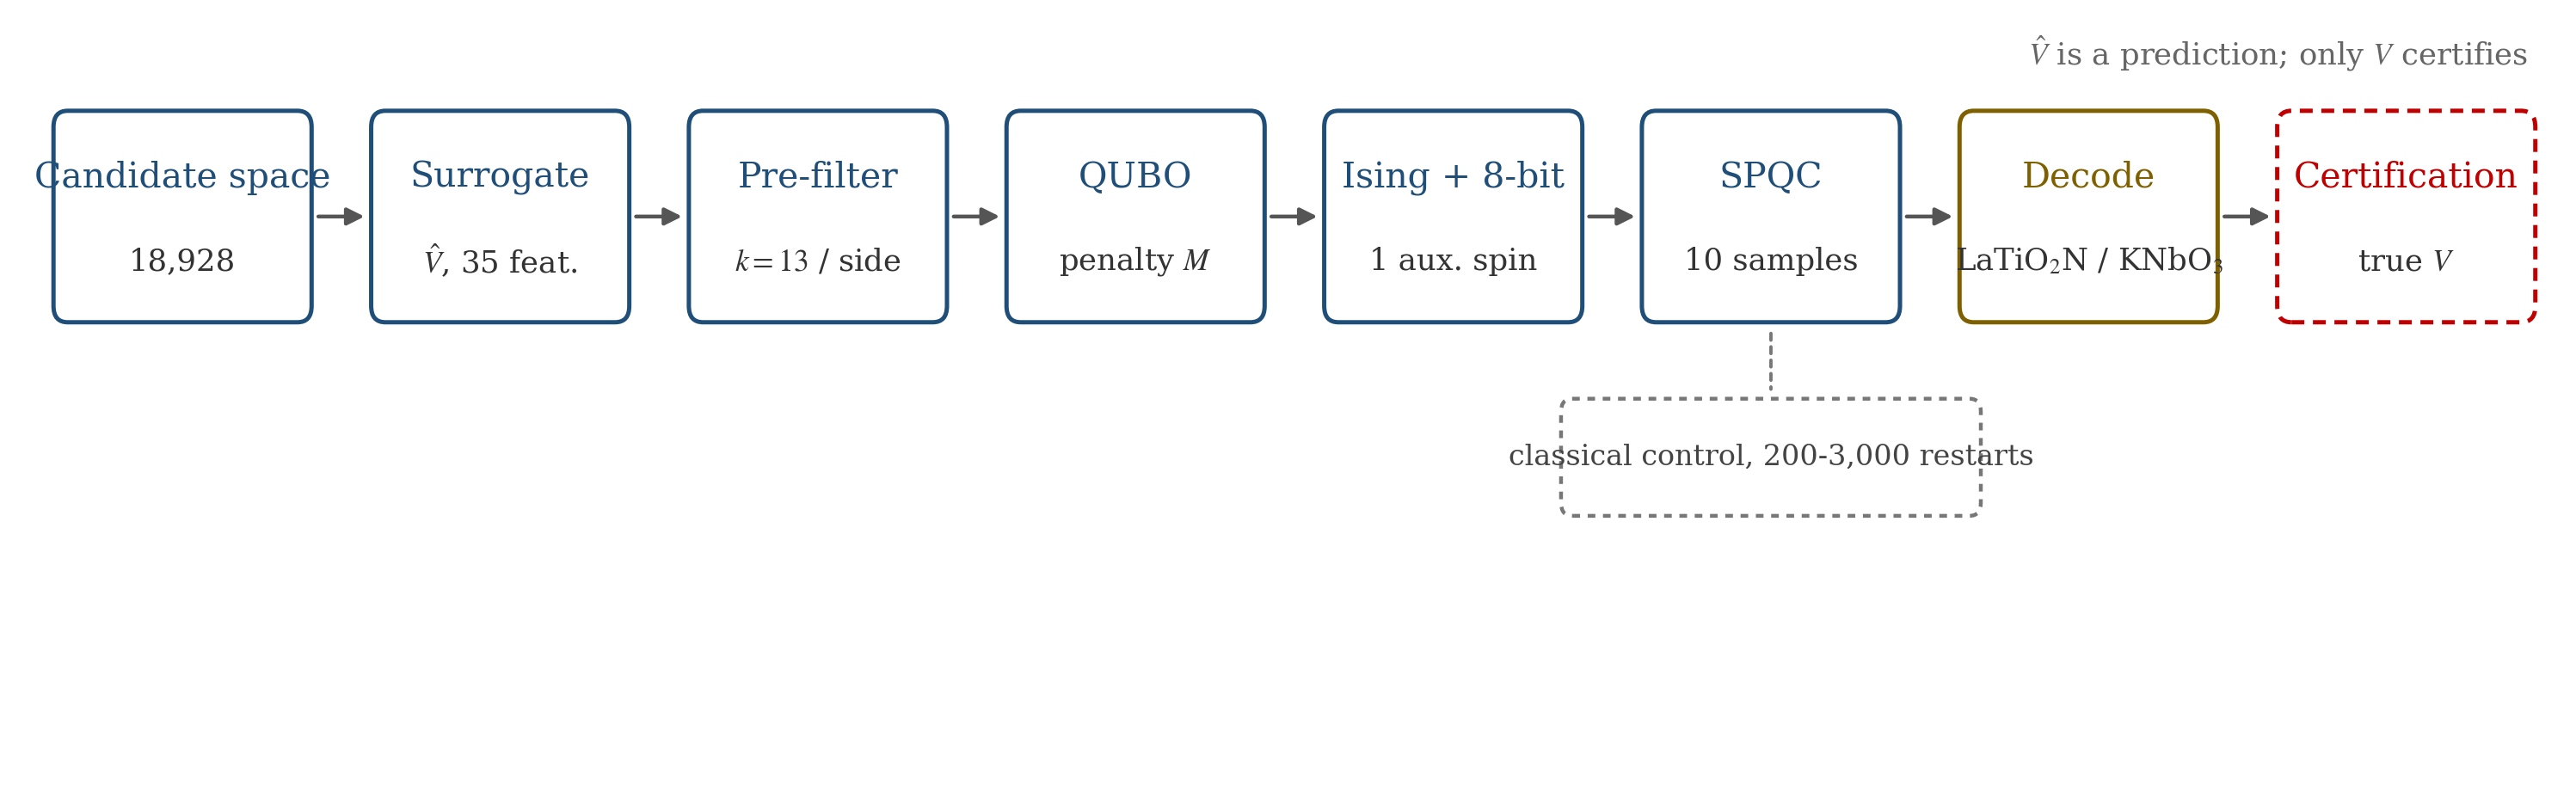 V̂ is a prediction; only V certifies
Candidate space
18,928
Surrogate
V̂, 35 feat.
Pre-filter
k = 13 / side
QUBO
penalty M
Ising + 8-bit
1 aux. spin
SPQC
10 samples
Decode
LaTiO₂N / KNbO₃
Certification
true V
classical control, 200-3,000 restarts